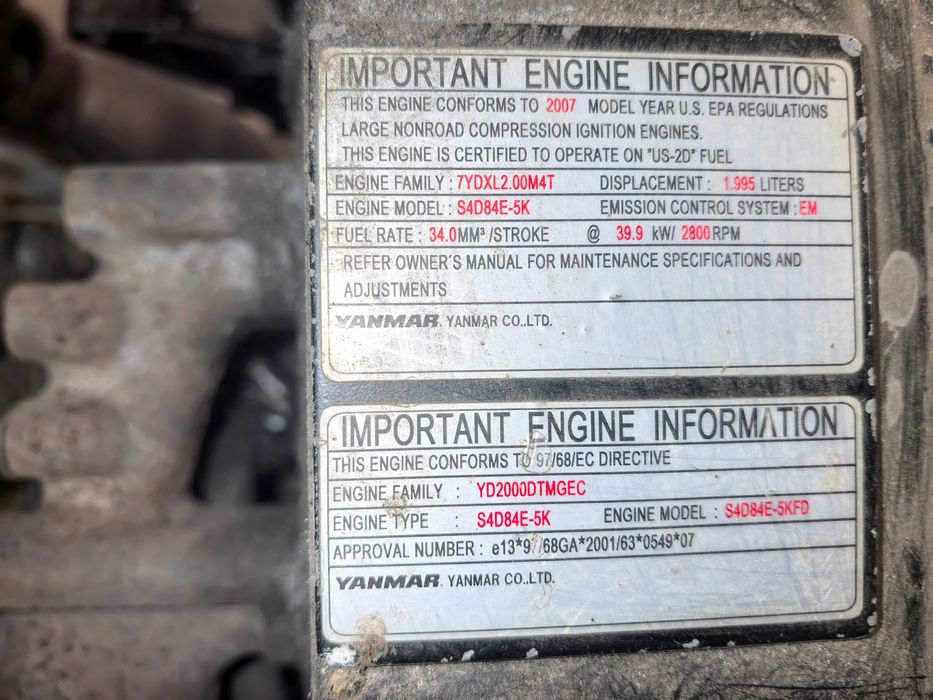 IMPORTANT ENGINE INFORMATION
THIS ENGINE CONFORMS TO 2007 MODEL YEAR U.S. EPA REGULATIONS
LARGE NONROAD COMPRESSION IGNITION ENGINES.
THIS ENGINE IS CERTIFIED TO OPERATE ON "US-2D" FUEL
ENGINE FAMILY : 7YDXL2.00M4T DISPLACEMENT : 1.995 LITERS
ENGINE MODEL : S4D84E-5K EMISSION CONTROL SYSTEM : EM
FUEL RATE : 34.0MM³ /STROKE @ 39.9 kW/ 2800RPM
REFER OWNER'S MANUAL FOR MAINTENANCE SPECIFICATIONS AND
ADJUSTMENTS
YANMAR. YANMAR CO.,LTD.
IMPORTANT ENGINE INFORMATION
THIS ENGINE CONFORMS TO 97/68/EC DIRECTIVE
ENGINE FAMILY : YD2000DTMGEC
ENGINE TYPE : S4D84E-5K ENGINE MODEL : S4D84E-5KFD
APPROVAL NUMBER : e13*97/68GA*2001/63*0549*07
YANMAR. YANMAR CO.,LTD.